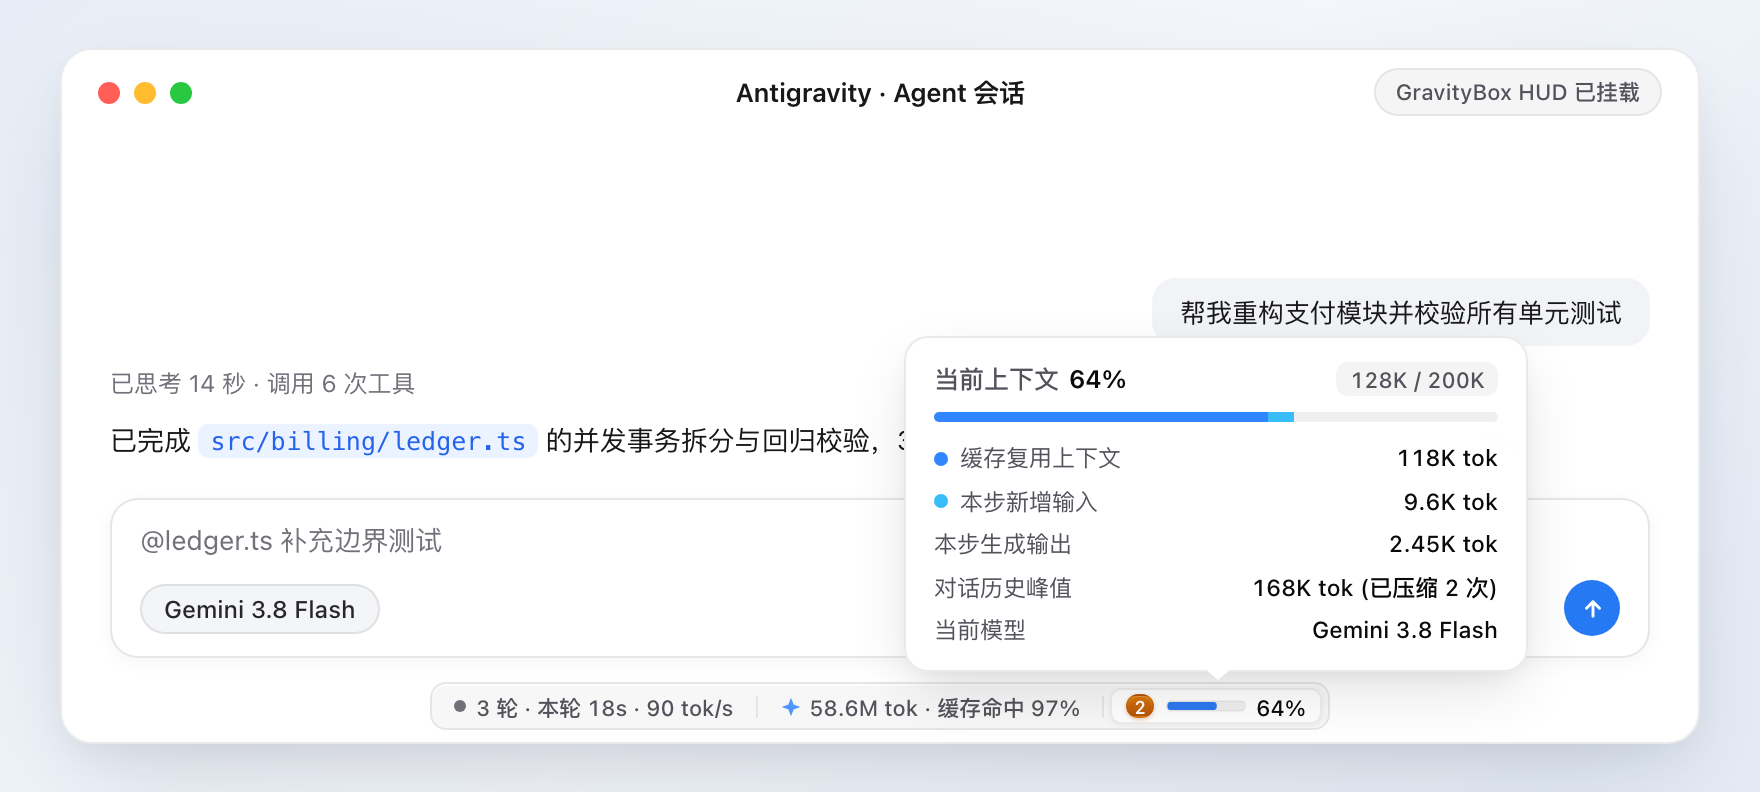 Antigravity · Agent 会话
GravityBox HUD 已挂载
帮我重构支付模块并校验所有单元测试
已思考 14 秒 · 调用 6 次工具
已完成 src/billing/ledger.ts 的并发事务拆分与回归校验，
@ledger.ts 补充边界测试
Gemini 3.8 Flash
当前上下文 64% 128K / 200K
缓存复用上下文 118K tok
本步新增输入 9.6K tok
本步生成输出 2.45K tok
对话历史峰值 168K tok (已压缩 2 次)
当前模型 Gemini 3.8 Flash
3 轮 · 本轮 18s · 90 tok/s 58.6M tok · 缓存命中 97% 2 64%